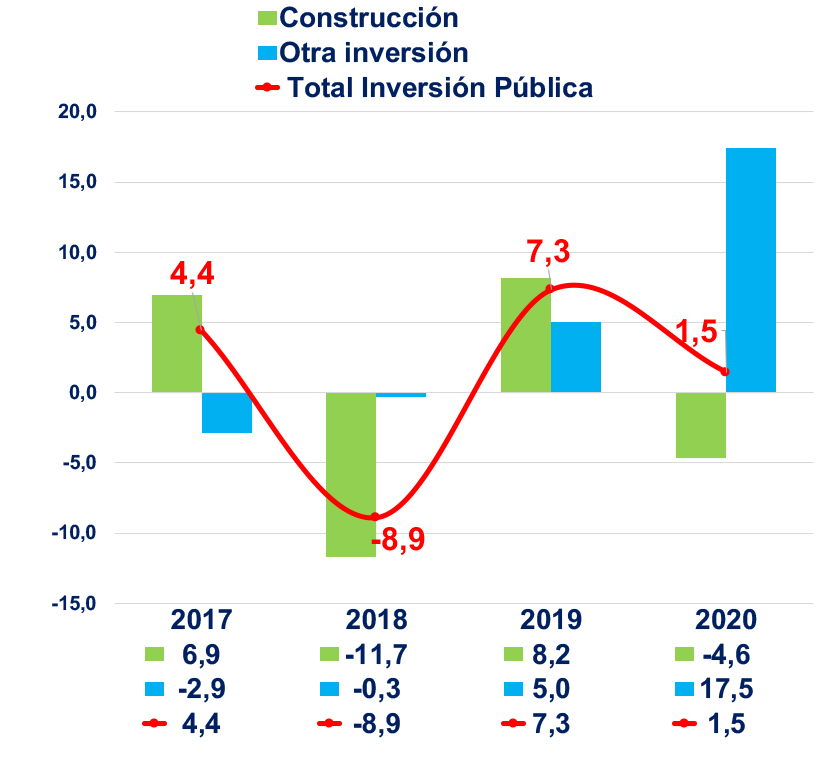 Construcción
Otra inversión
Total Inversión Pública
20,0
15,0
10,0
5,0
0,0
-5,0
-10,0
-15,0
4,4
-8,9
7,3
1,5
2017 2018 2019 2020
6,9 -11,7 8,2 -4,6
-2,9 -0,3 5,0 17,5
4,4 -8,9 7,3 1,5